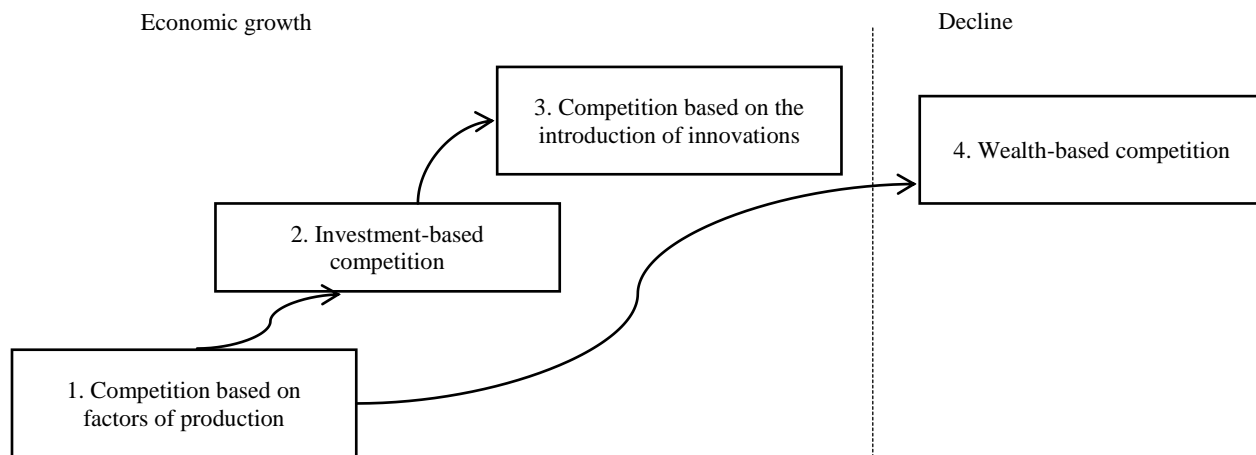 Economic growth
Decline
3. Competition based on the
introduction of innovations
4. Wealth-based competition
2. Investment-based
competition
1. Competition based on
factors of production